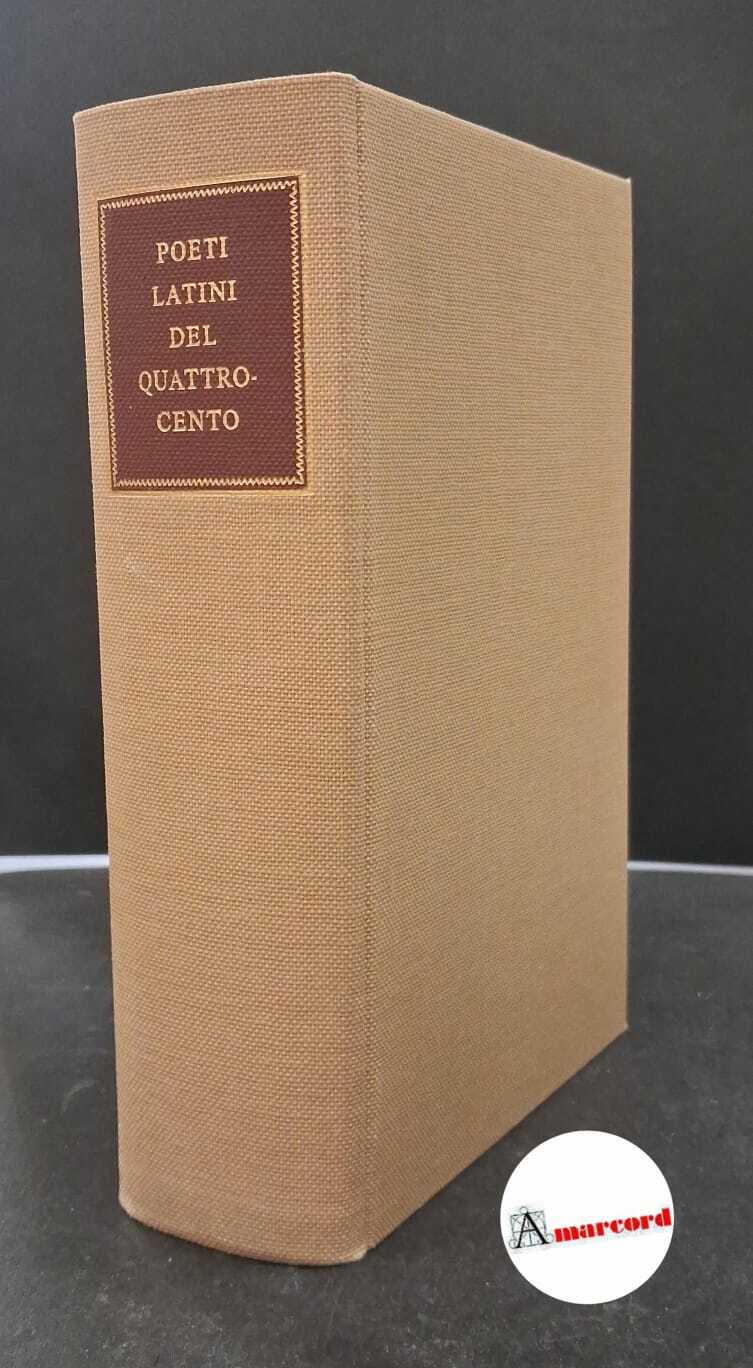 POETI
LATINI
DEL
QUATTRO-
CENTO
Amarcord